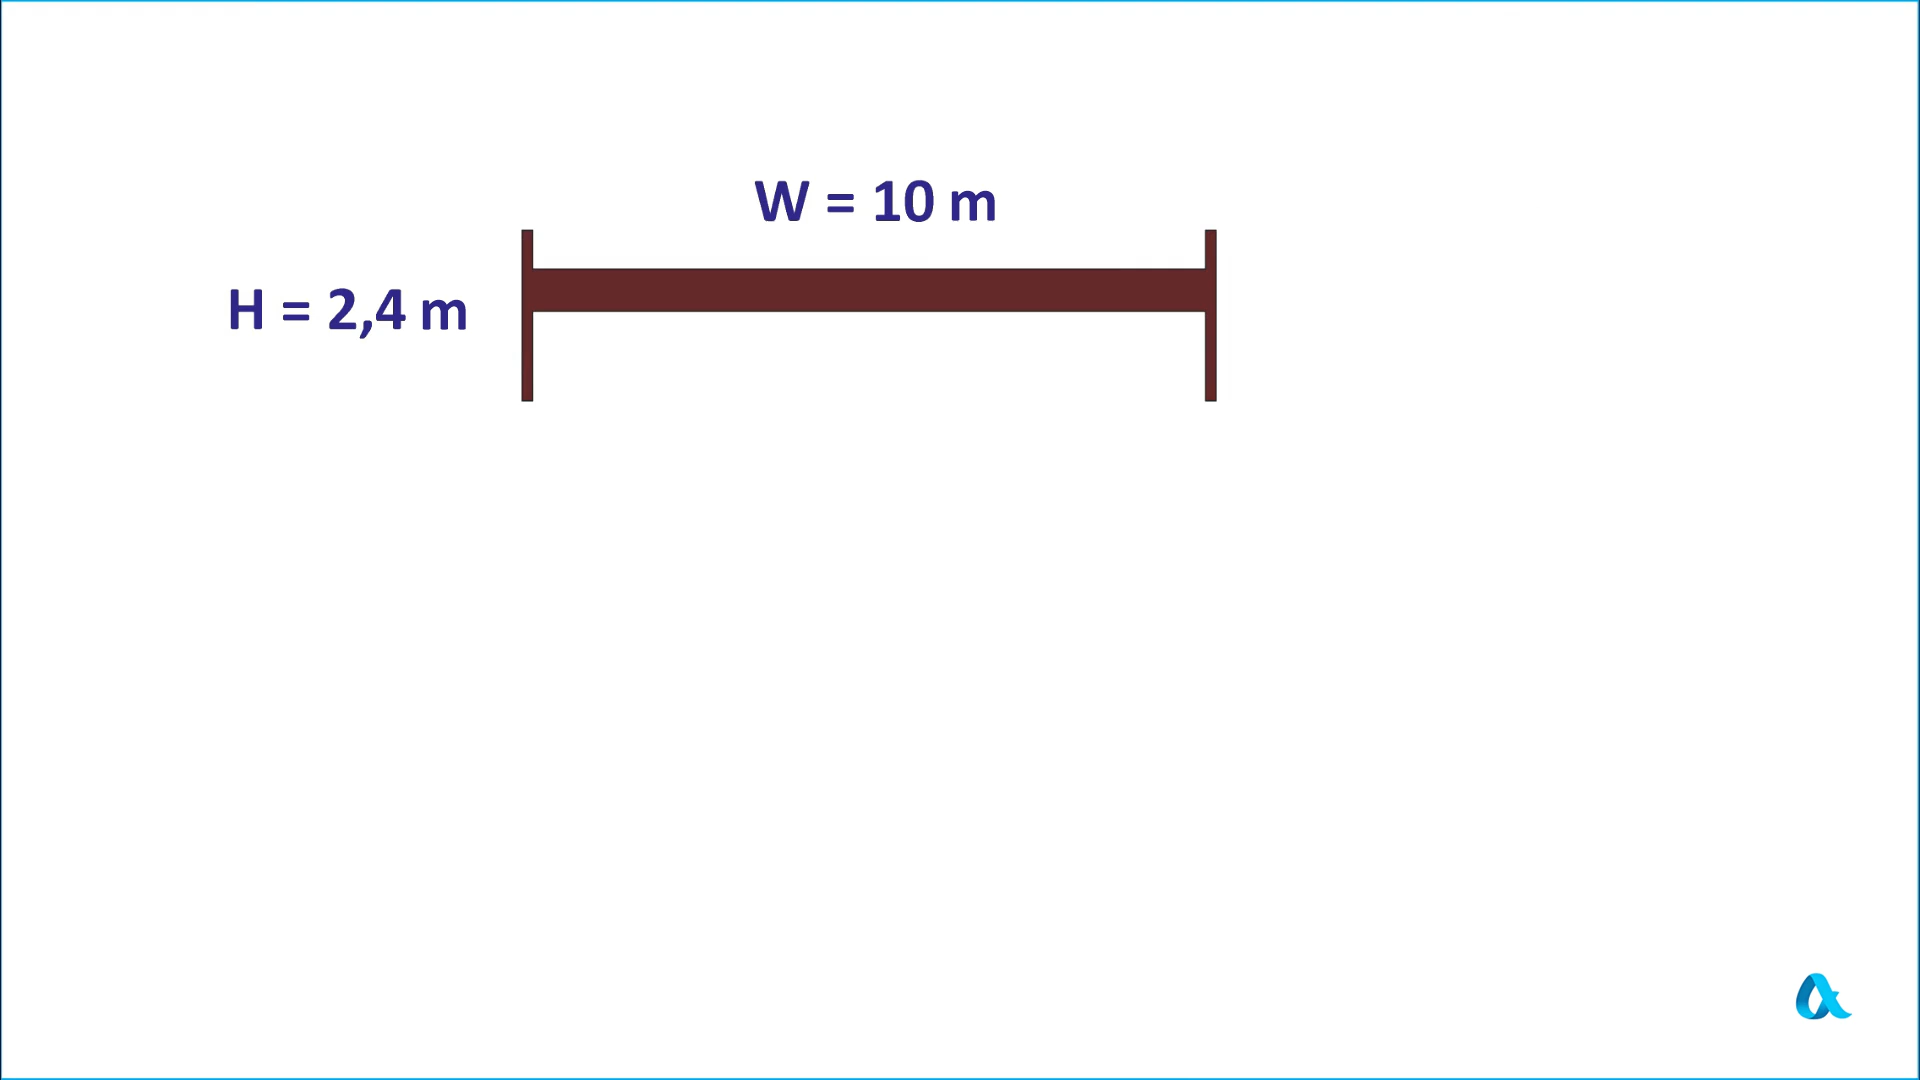 W = 10 m
H = 2,4 m